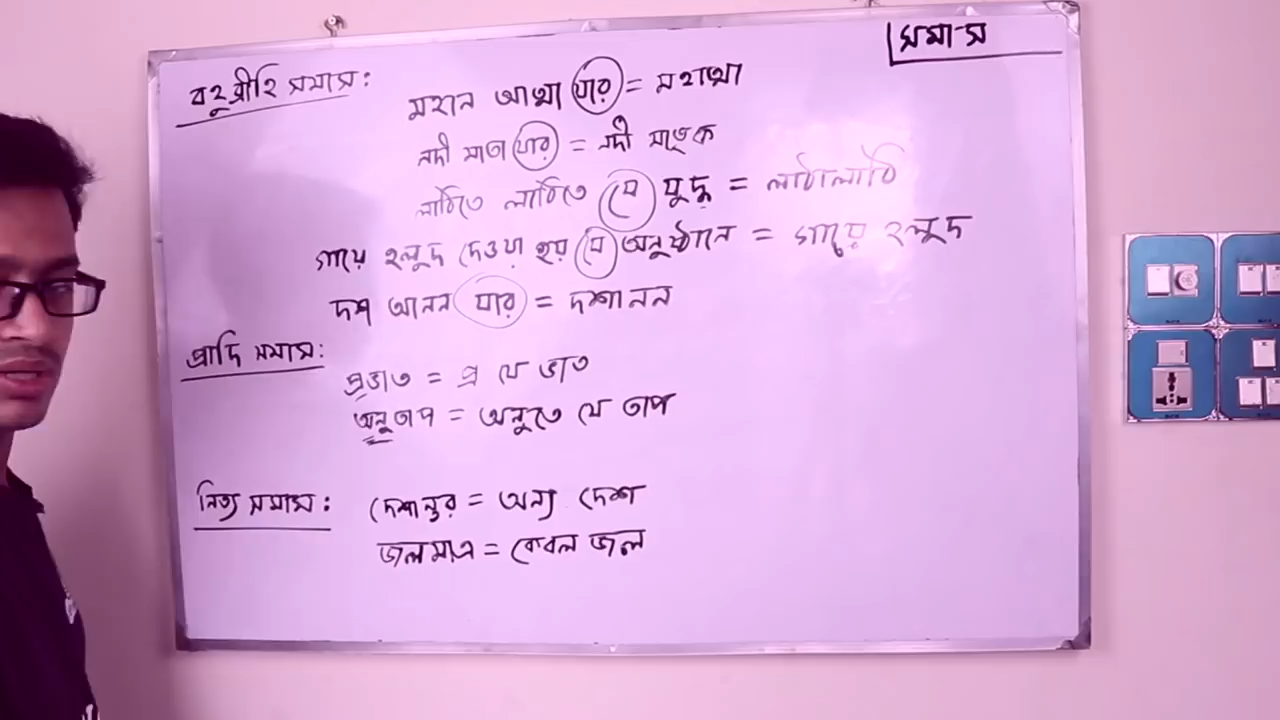 সমাস
বহুব্রীহি সমাস:
মহান আত্মা যার = মহাত্মা
নদী মাতা যার = নদী মাতৃক
লাঠিতে লাঠিতে যে যুদ্ধ = লাঠালাঠি
গায়ে হলুদ দেওয়া হয় যে অনুষ্ঠানে = গায়ে হলুদ
দশ আনন যার = দশানন
প্রাদি সমাস:
প্রভাত = প্র যে ভাত
অনুতাপ = অনুতে যে তাপ
নিত্য সমাস:
দেশান্তর = অন্য দেশ
জলমাত্র = কেবল জল